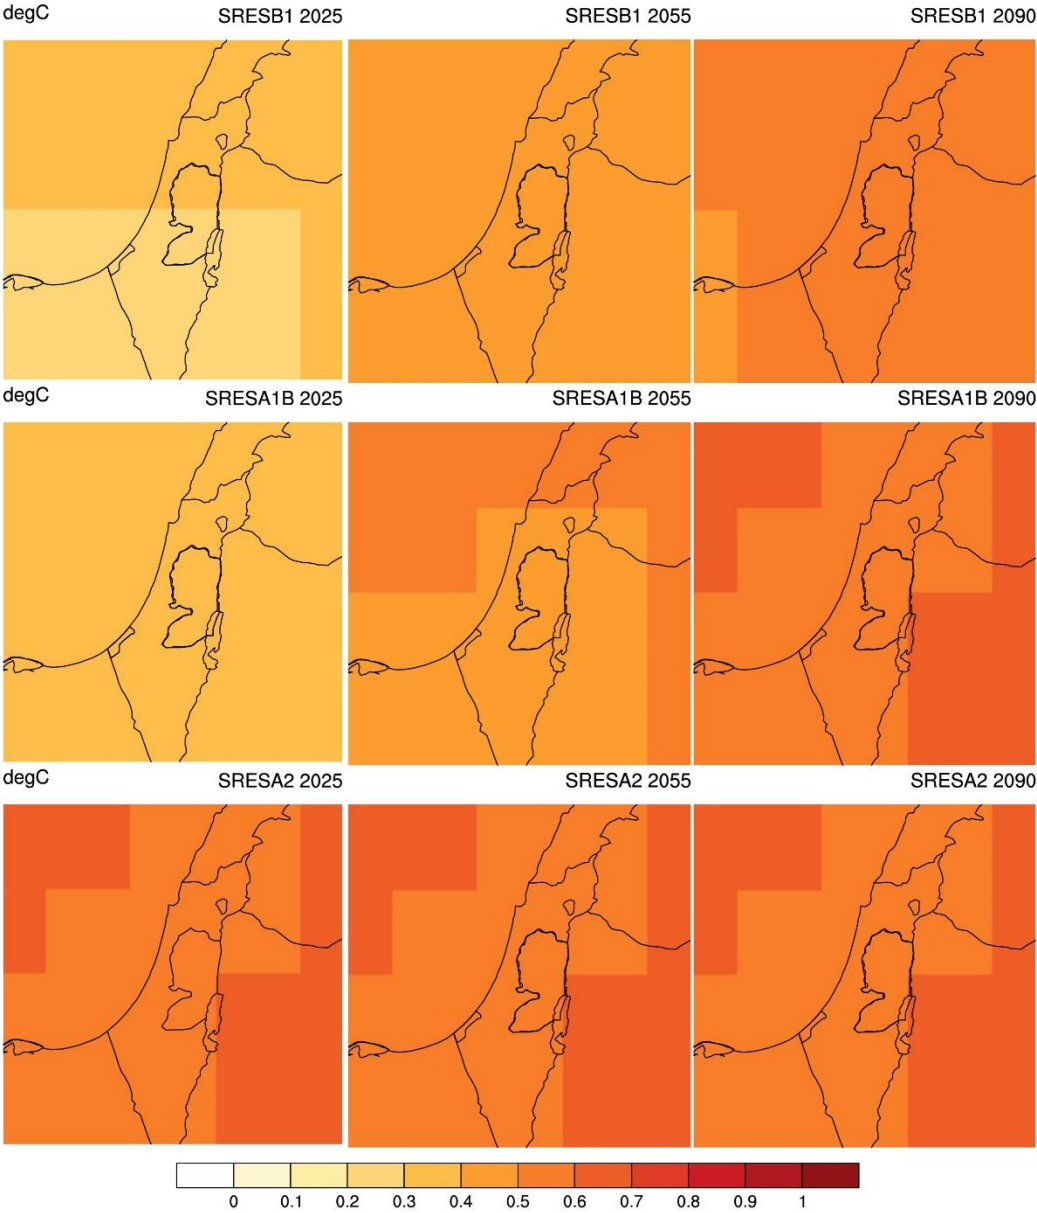 degC SRESB1 2025 SRESB1 2055 SRESB1 2090
degC SRESA1B 2025 SRESA1B 2055 SRESA1B 2090
degC SRESA2 2025 SRESA2 2055 SRESA2 2090
0 0.1 0.2 0.3 0.4 0.5 0.6 0.7 0.8 0.9 1